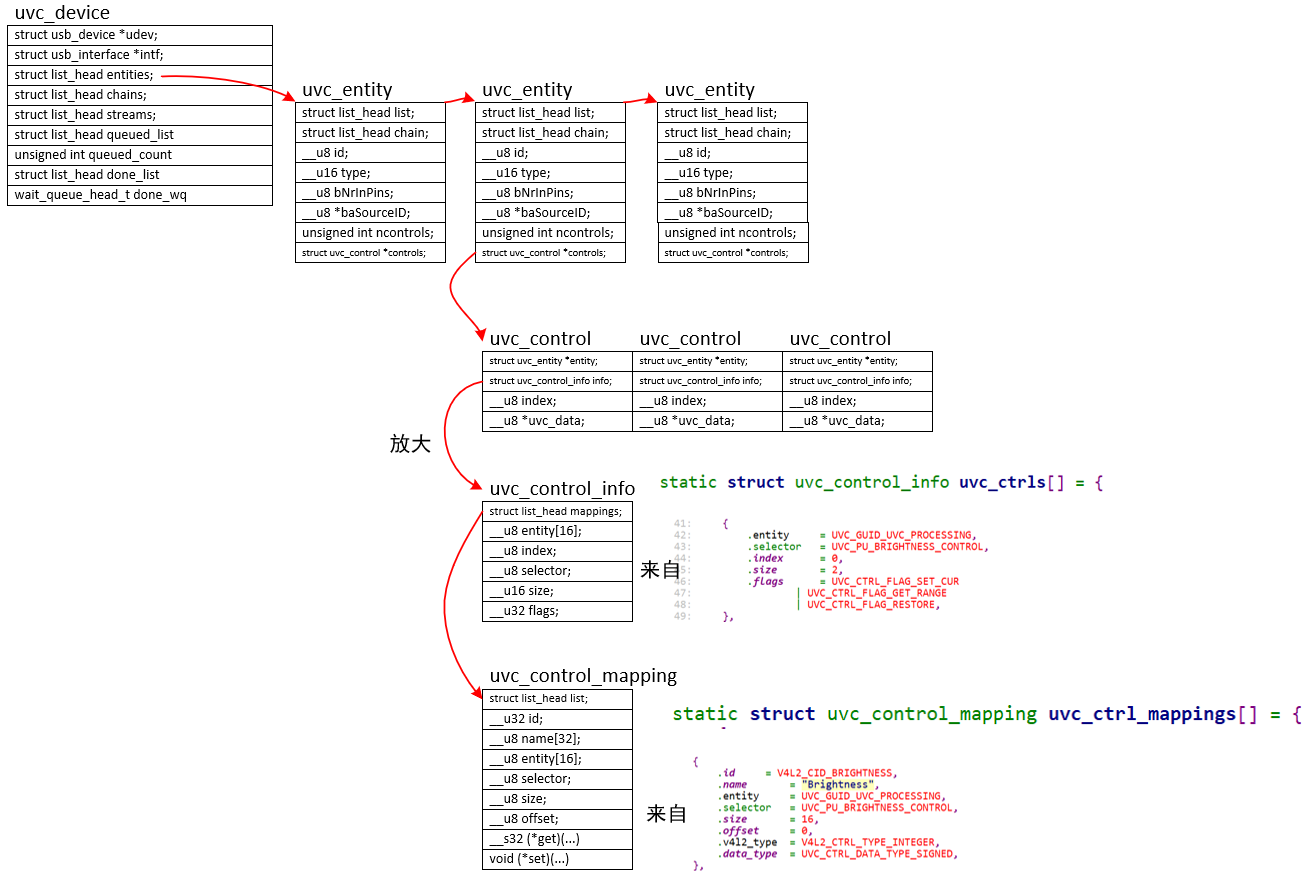 uvc_device
struct usb_device *udev;
struct usb_interface *intf;
struct list_head entities;
struct list_head chains;
struct list_head streams;
struct list_head queued_list
unsigned int queued_count
struct list_head done_list
wait_queue_head_t done_wq
uvc_entity
struct list_head list;
struct list_head chain;
__u8 id;
__u16 type;
__u8 bNrInPins;
__u8 *baSourceID;
unsigned int ncontrols;
struct uvc_control *controls;
uvc_entity
struct list_head list;
struct list_head chain;
__u8 id;
__u16 type;
__u8 bNrInPins;
__u8 *baSourceID;
unsigned int ncontrols;
struct uvc_control *controls;
uvc_entity
struct list_head list;
struct list_head chain;
__u8 id;
__u16 type;
__u8 bNrInPins;
__u8 *baSourceID;
unsigned int ncontrols;
struct uvc_control *controls;
uvc_control
struct uvc_entity *entity;
struct uvc_control_info info;
__u8 index;
__u8 *uvc_data;
uvc_control
struct uvc_entity *entity;
struct uvc_control_info info;
__u8 index;
__u8 *uvc_data;
uvc_control
struct uvc_entity *entity;
struct uvc_control_info info;
__u8 index;
__u8 *uvc_data;
放大
uvc_control_info
struct list_head mappings;
__u8 entity[16];
__u8 index;
__u8 selector;
__u16 size;
__u32 flags;
来自
static struct uvc_control_info uvc_ctrls[] = {
41: {
42: .entity = UVC_GUID_UVC_PROCESSING,
43: .selector = UVC_PU_BRIGHTNESS_CONTROL,
44: .index = 0,
45: .size = 2,
46: .flags = UVC_CTRL_FLAG_SET_CUR
47: | UVC_CTRL_FLAG_GET_RANGE
48: | UVC_CTRL_FLAG_RESTORE,
49: },
uvc_control_mapping
struct list_head list;
__u32 id;
__u8 name[32];
__u8 entity[16];
__u8 selector;
__u8 size;
__u8 offset;
__s32 (*get)(...)
void (*set)(...)
来自
static struct uvc_control_mapping uvc_ctrl_mappings[] = {
{
.id = V4L2_CID_BRIGHTNESS,
.name = "Brightness",
.entity = UVC_GUID_UVC_PROCESSING,
.selector = UVC_PU_BRIGHTNESS_CONTROL,
.size = 16,
.offset = 0,
.v4l2_type = V4L2_CTRL_TYPE_INTEGER,
.data_type = UVC_CTRL_DATA_TYPE_SIGNED,
},